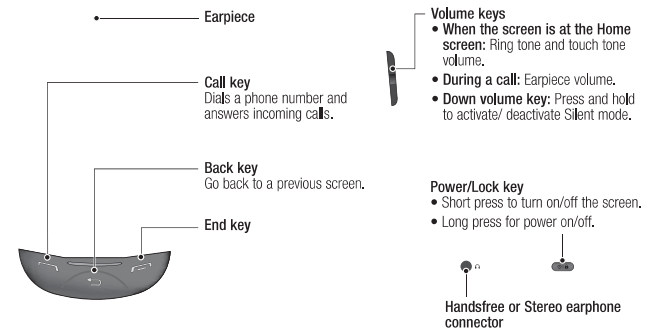 Earpiece
Call key
Dials a phone number and
answers incoming calls.
Back key
Go back to a previous screen.
End key
Volume keys
• When the screen is at the Home
screen: Ring tone and touch tone
volume.
• During a call: Earpiece volume.
• Down volume key: Press and hold
to activate/ deactivate Silent mode.
Power/Lock key
• Short press to turn on/off the screen.
• Long press for power on/off.
Handsfree or Stereo earphone
connector